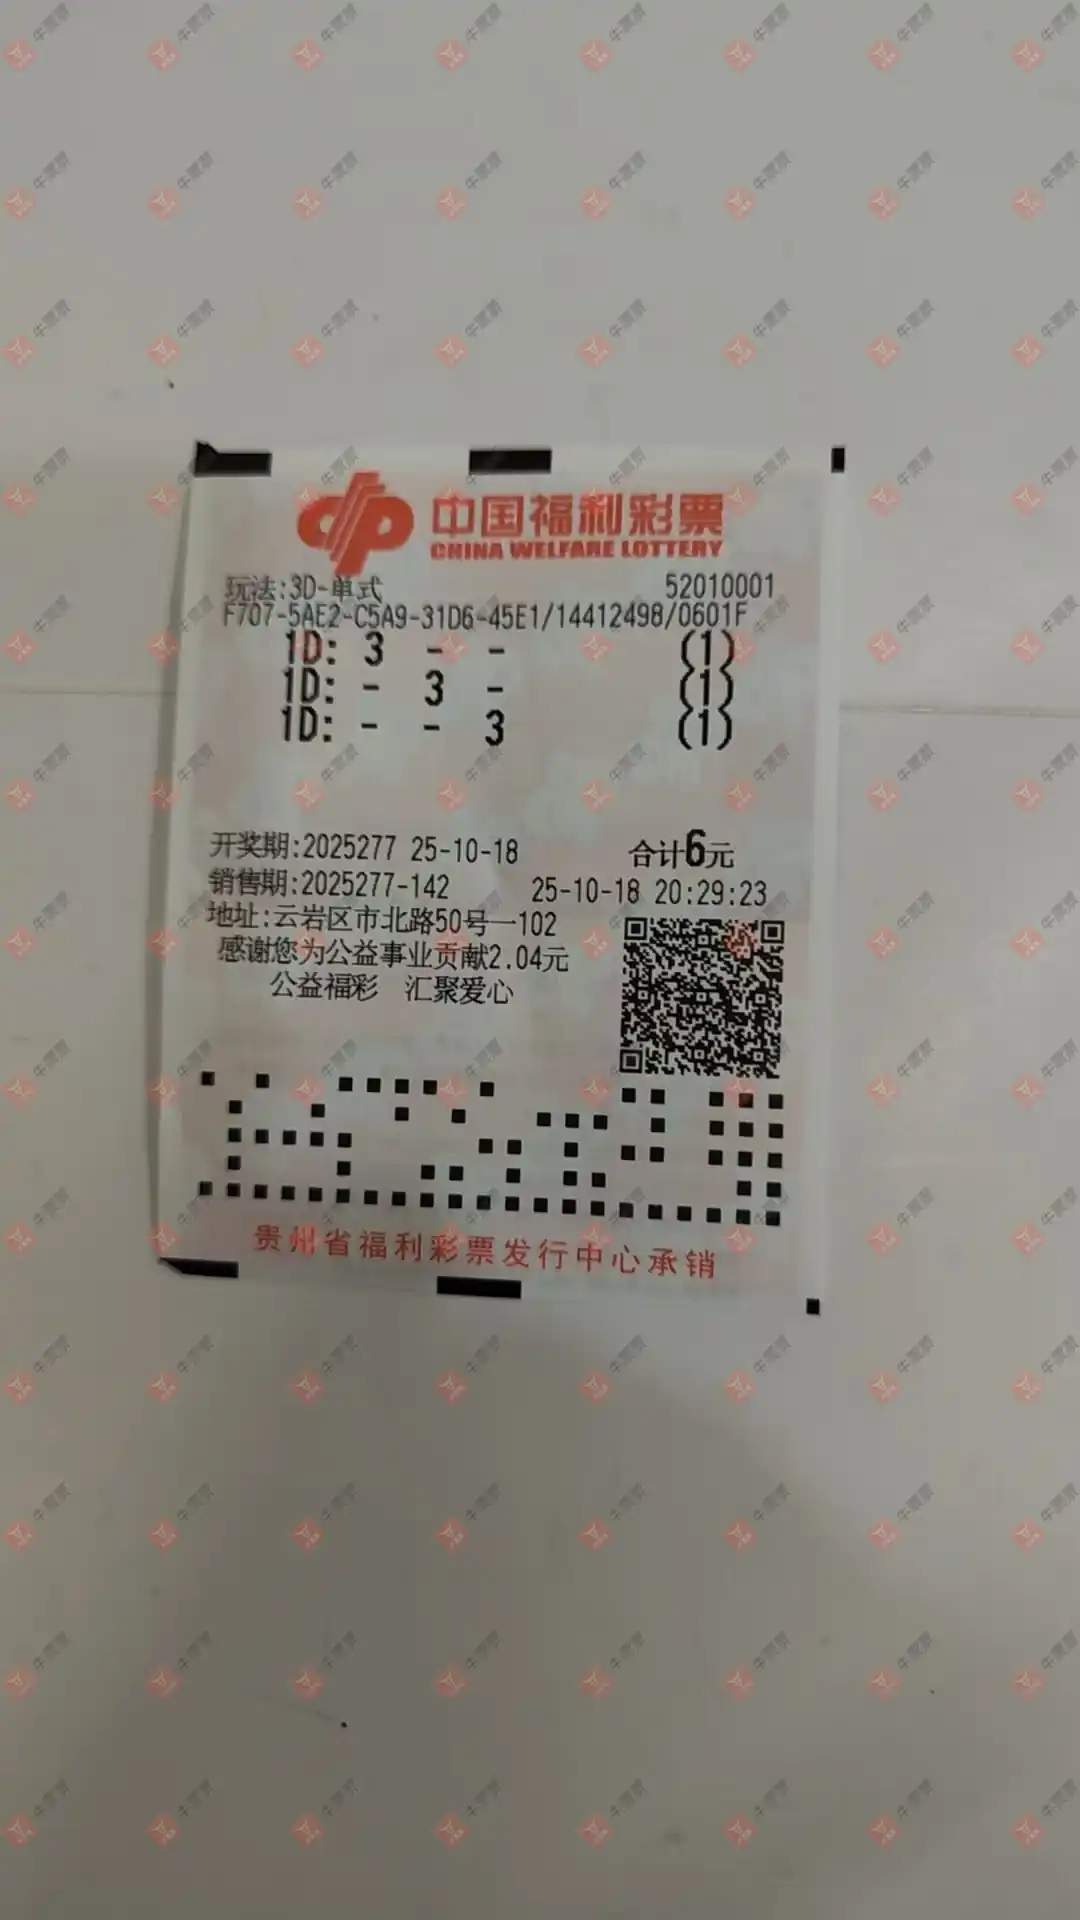 中国福利彩票
CHINA WELFARE LOTTERY
玩法:3D-单式 52010001
F707-5AE2-C5A9-31D6-45E1/14412498/0601F
1D: 3 - - (1)
1D: - 3 - (1)
1D: - - 3 (1)
开奖期:2025277 25-10-18 合计6元
销售期:2025277-142 25-10-18 20:29:23
地址:云岩区市北路50号一102
感谢您为公益事业贡献2.04元
公益福彩 汇聚爱心
贵州省福利彩票发行中心承销